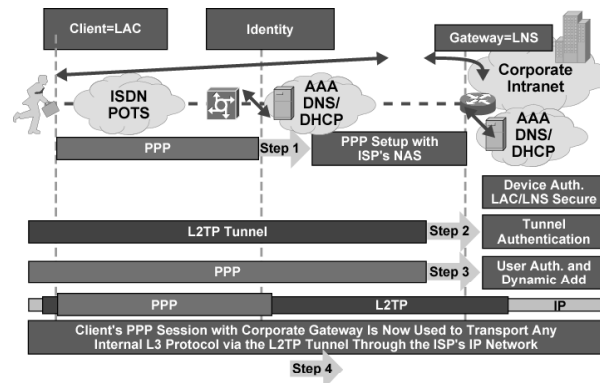 Client=LAC
Identity
Gateway=LNS
Corporate
Intranet
ISDN
POTS
AAA
DNS/
DHCP
AAA
DNS/
DHCP
PPP
Step 1
PPP Setup with
ISP's NAS
Device Auth.
LAC/LNS Secure
L2TP Tunnel
Step 2
Tunnel
Authentication
PPP
Step 3
User Auth. and
Dynamic Add
PPP
L2TP
IP
Client's PPP Session with Corporate Gateway Is Now Used to Transport Any
Internal L3 Protocol via the L2TP Tunnel Through the ISP's IP Network
Step 4